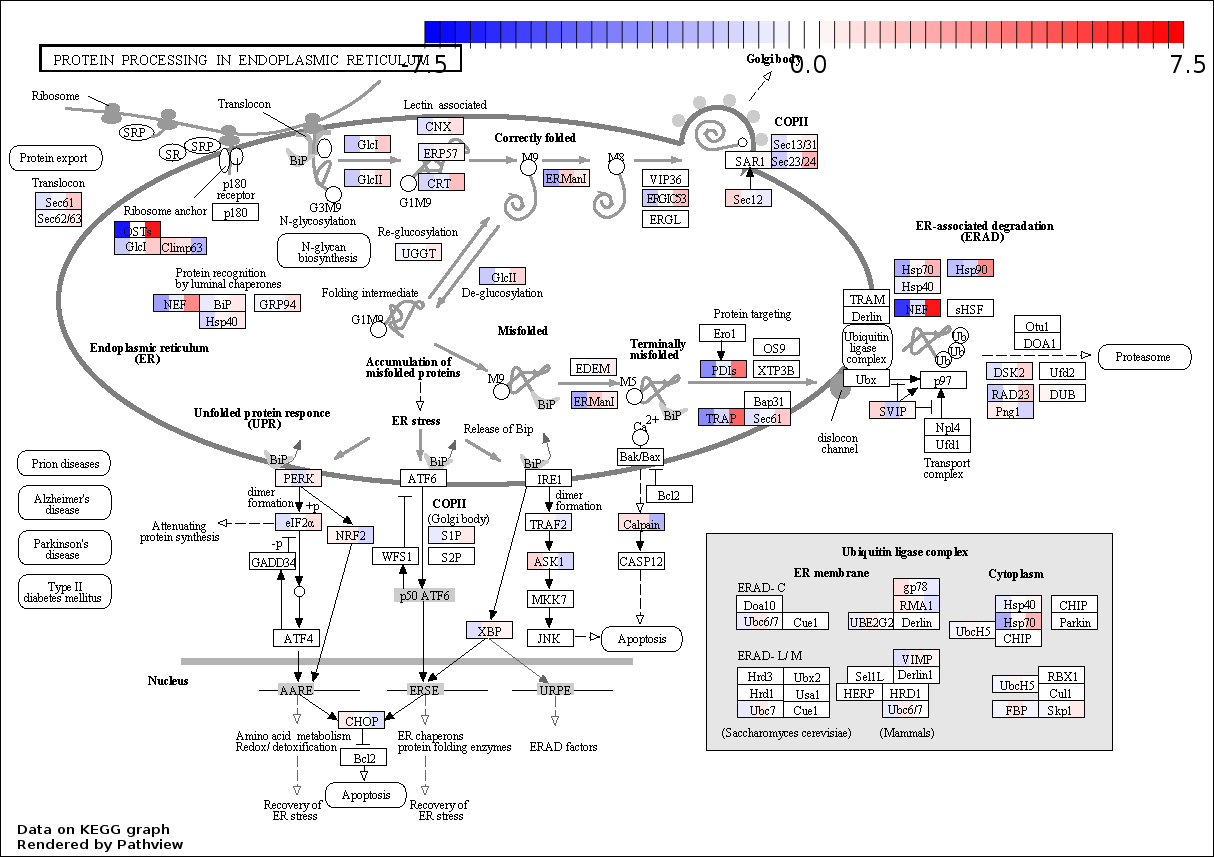 PROTEIN PROCESSING IN ENDOPLASMIC RETICULUM
-7.5
0.0
7.5
Golgi body
Ribosome
Translocon
Lectin associated
SRP
SR
SRP
BiP
GlcI
GlcII
CNX
ERP57
CRT
G1M9
Correctly folded
M9
M8
ERManI
COPII
Sec13/31
SAR1
Sec23/24
Sec12
VIP36
ERGIC53
ERGL
Protein export
Translocon
Sec61
Sec62/63
p180
receptor
p180
Ribosome anchor
OSTs
GlcI
Climp63
G3M9
N-glycosylation
N-glycan
biosynthesis
Re-glucosylation
UGGT
GlcII
De-glucosylation
Protein recognition
by luminal chaperones
NEF
BiP
GRP94
Hsp40
Folding intermediate
G1M9
ER-associated degradation
(ERAD)
Hsp70
Hsp90
Hsp40
NEF
sHSF
TRAM
Derlin
Ubiquitin
ligase
complex
Ubx
Ub
Ub
Ub
p97
Otu1
DOA1
Proteasome
DSK2
Ufd2
RAD23
DUB
Png1
SVIP
Npl4
Ufd1
Transport
complex
dislocon
channel
Endoplasmic reticulum
(ER)
Misfolded
Accumulation of
misfolded proteins
M9
BiP
EDEM
ERManI
Terminally
misfolded
M5
BiP
Protein targeting
Ero1
OS9
PDIs
XTP3B
Bap31
TRAP
Sec61
Unfolded protein responce
(UPR)
ER stress
Release of Bip
Ca2+
Bak/Bax
Bcl2
BiP
BiP
BiP
PERK
ATF6
IRE1
Prion diseases
Alzheimer's
disease
Parkinson's
disease
Type II
diabetes mellitus
dimer
formation
+p
eIF2α
Attenuating
protein synthesis
-p
GADD34
NRF2
ATF4
COPII
(Golgi body)
S1P
S2P
WFS1
p50 ATF6
dimer
formation
TRAF2
ASK1
MKK7
JNK
XBP
Calpain
CASP12
Apoptosis
Nucleus
AARE
ERSE
URPE
CHOP
Bcl2
Apoptosis
Amino acid metabolism
Redox/ detoxification
ER chaperons
protein folding enzymes
ERAD factors
Recovery of
ER stress
Recovery of
ER stress
Ubiquitin ligase complex
ER membrane
Cytoplasm
ERAD- C
Doa10
Ubc6/7
Cue1
gp78
RMA1
UBE2G2
Derlin
Hsp40
Hsp70
UbcH5
CHIP
CHIP
Parkin
ERAD- L/ M
Hrd3
Ubx2
Hrd1
Usa1
Ubc7
Cue1
VIMP
Sel1L
Derlin1
HERP
HRD1
Ubc6/7
UbcH5
RBX1
Cul1
FBP
Skp1
(Saccharomyces cerevisiae)
(Mammals)
Data on KEGG graph
Rendered by Pathview